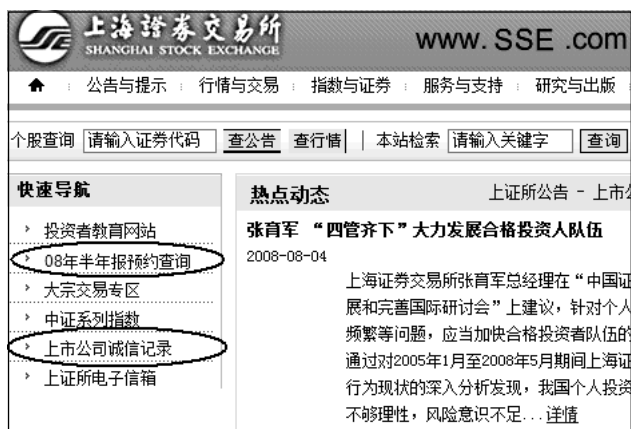 上海證券交易所
SHANGHAI STOCK EXCHANGE
www. SSE .com
公告与提示 : 行情与交易 : 指数与证券 : 服务与支持 : 研究与出版
个股查询 请输入证券代码 查公告 查行情 | 本站检索 请输入关键字 查询
快速导航
投资者教育网站
08年半年报预约查询
大宗交易专区
中证系列指数
上市公司诚信记录
上证所电子信箱
热点动态 上证所公告 - 上市
张育军 “四管齐下”大力发展合格投资人队伍
2008-08-04
上海证券交易所张育军总经理在“中国证
展和完善国际研讨会”上建议，针对个人
频繁等问题，应当加快合格投资者队伍的
通过对2005年1月至2008年5月期间上海证
行为现状的深入分析发现，我国个人投资
不够理性，风险意识不足...详情